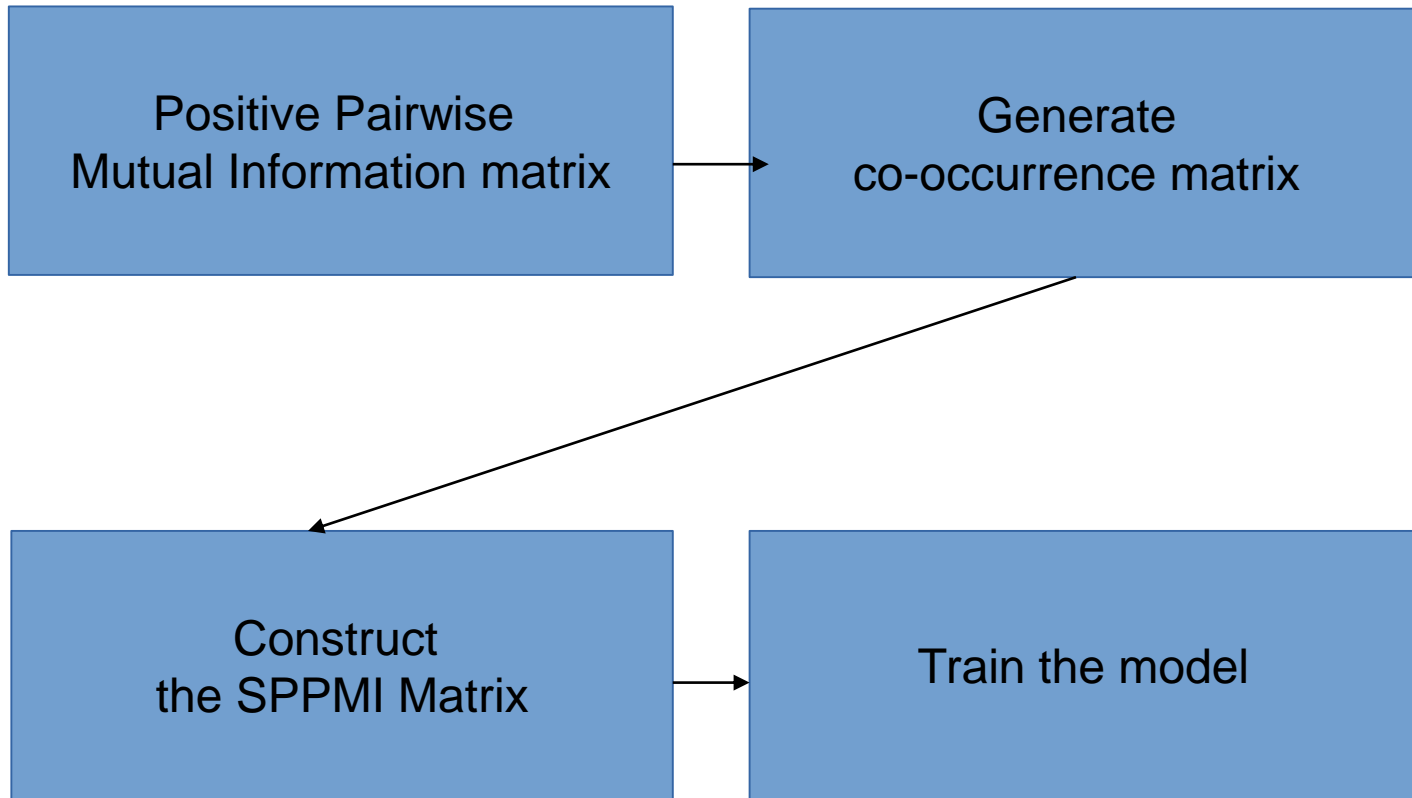 Positive Pairwise
Mutual Information matrix
Generate
co-occurrence matrix
Construct
the SPPMI Matrix
Train the model